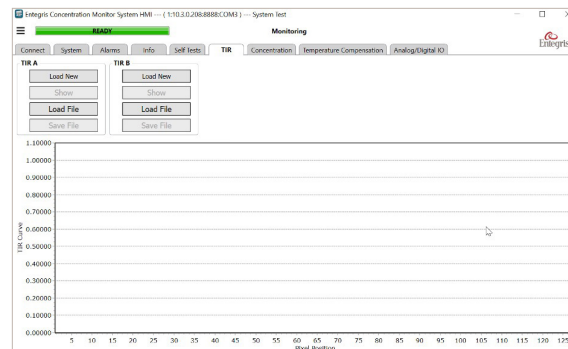 Entegris Concentration Monitor System HMI --- ( 1:10.3.0.208:8888:COM3 ) --- System Test
READY
Monitoring
Entegris
Connect System Alarms Info Self Tests TIR Concentration Temperature Compensation Analog/Digital IO
TIR A TIR B
Load New Load New
Show Show
Load File Load File
Save File Save File
1.10000
1.00000
0.90000
0.80000
0.70000
0.60000
0.50000
0.40000
0.30000
0.20000
0.10000
0.00000
TIR Curve
5 10 15 20 25 30 35 40 45 50 55 60 65 70 75 80 85 90 95 100 105 110 115 120 125
Pixel Position